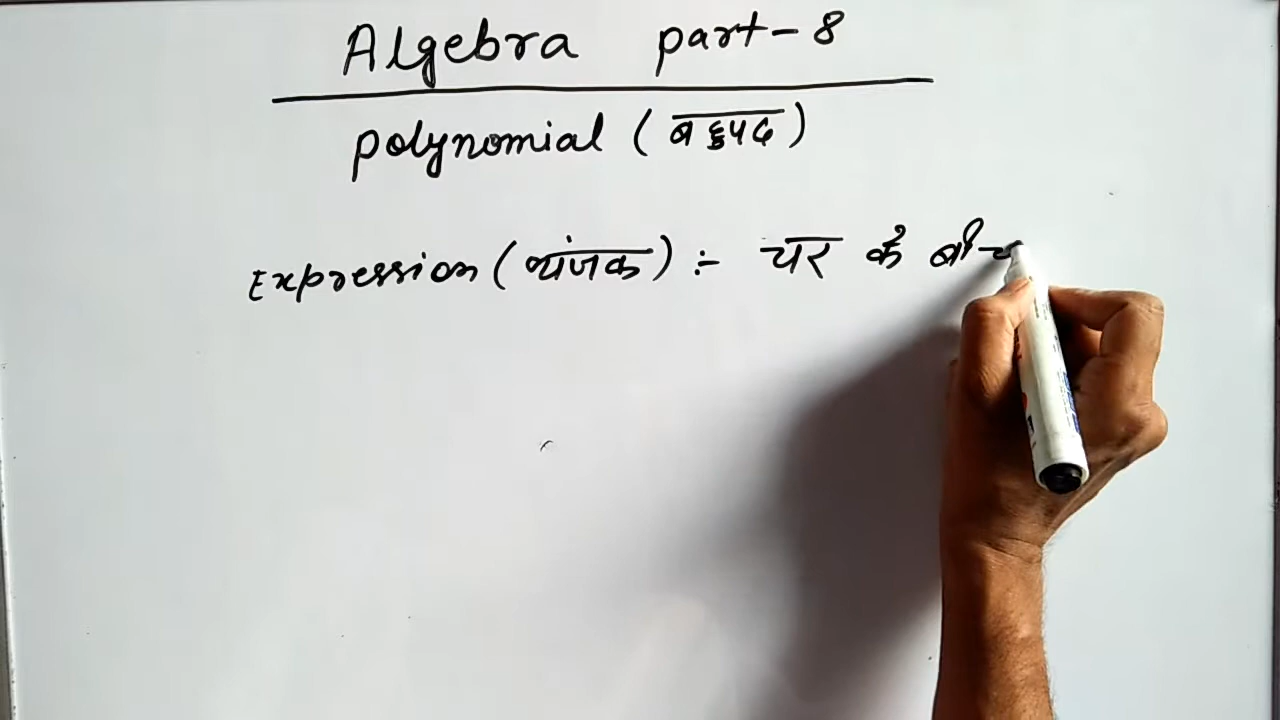 Algebra part-8
polynomial (बहुपद)
Expression (व्यंजक) :- चर के बीच